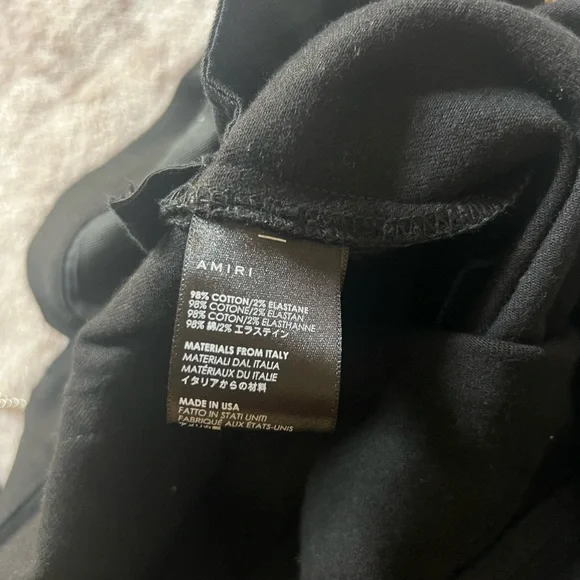 AMIRI
98% COTTON/2% ELASTANE
98% COTONE/2% ELASTAN
98% COTON/2% ELASTHANNE
98% 綿/2% エラステイン
MATERIALS FROM ITALY
MATERIALI DAL ITALIA
MATÉRIAUX DU ITALIE
イタリアからの材料
MADE IN USA
FATTO IN STATI UNITI
FABRIQUÉ AUX ÉTATS-UNIS